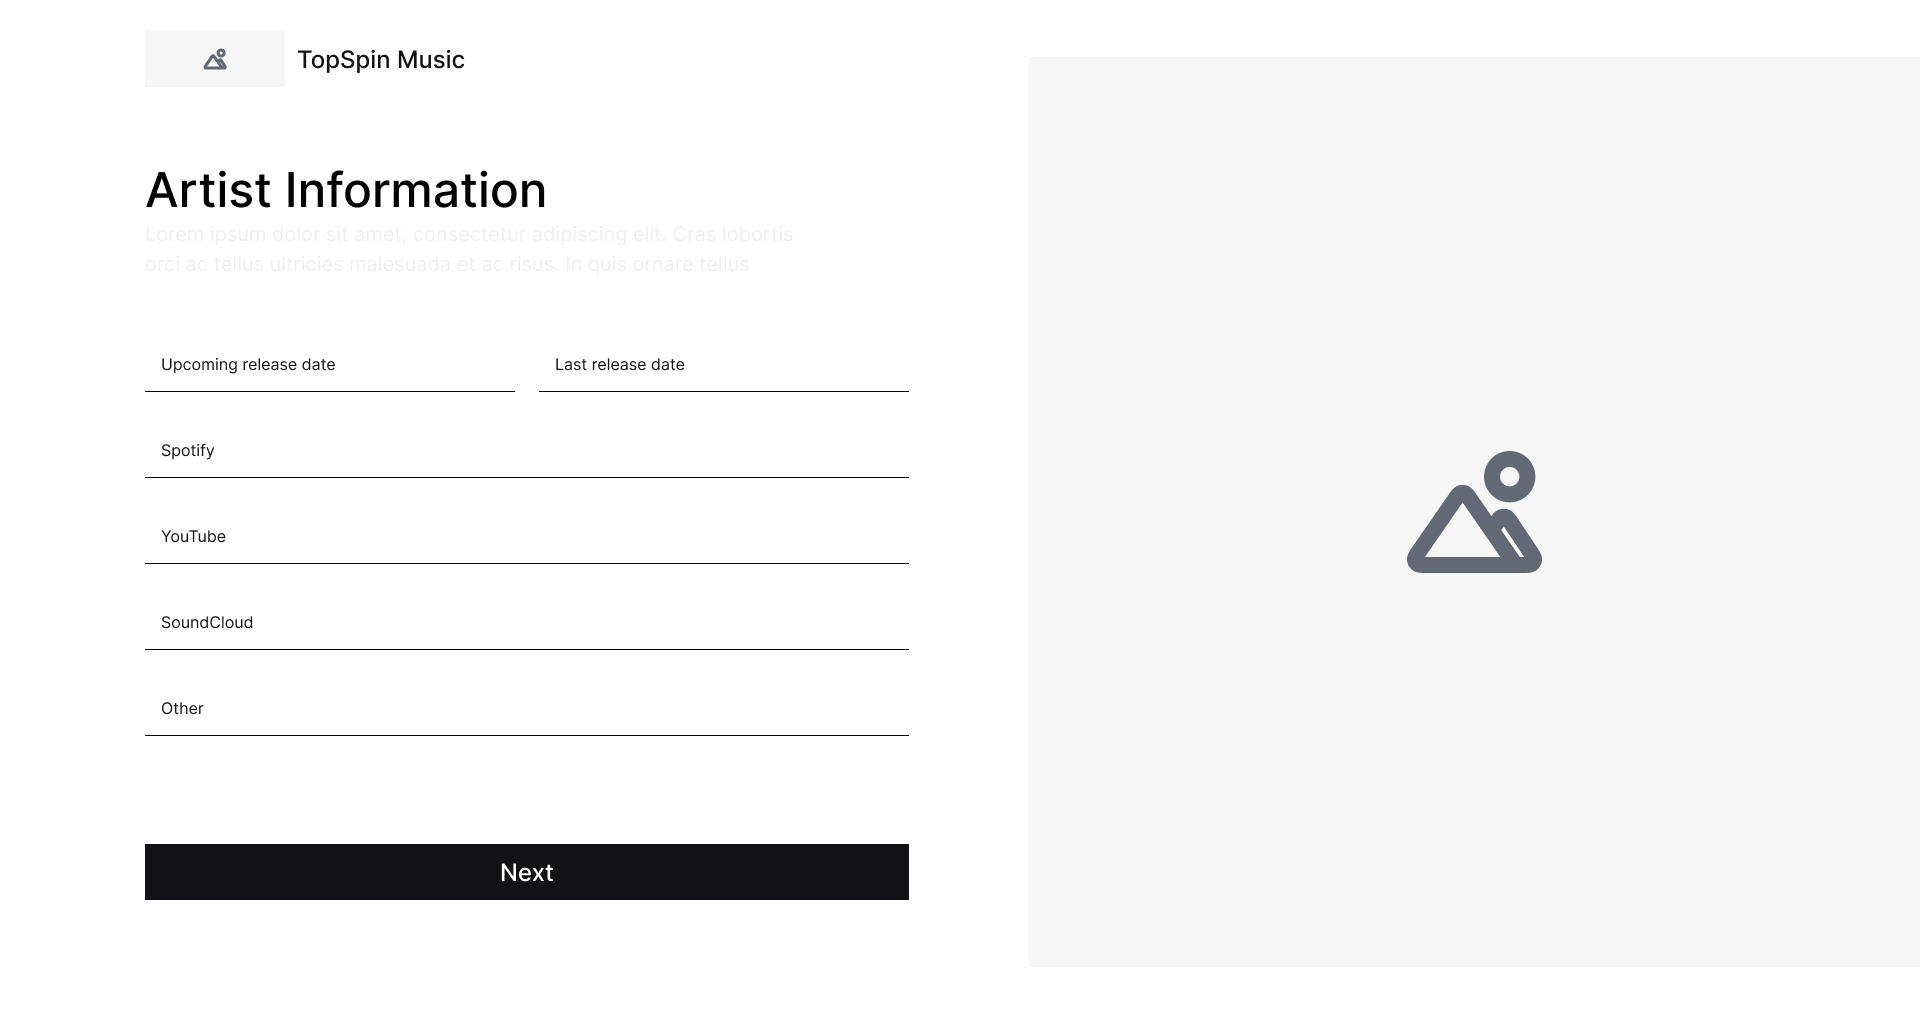 TopSpin Music
Artist Information
Lorem ipsum dolor sit amet, consectetur adipiscing elit. Cras lobortis
orci ac tellus ultricies malesuada et ac risus. In quis ornare tellus
Upcoming release date
Last release date
Spotify
YouTube
SoundCloud
Other
Next